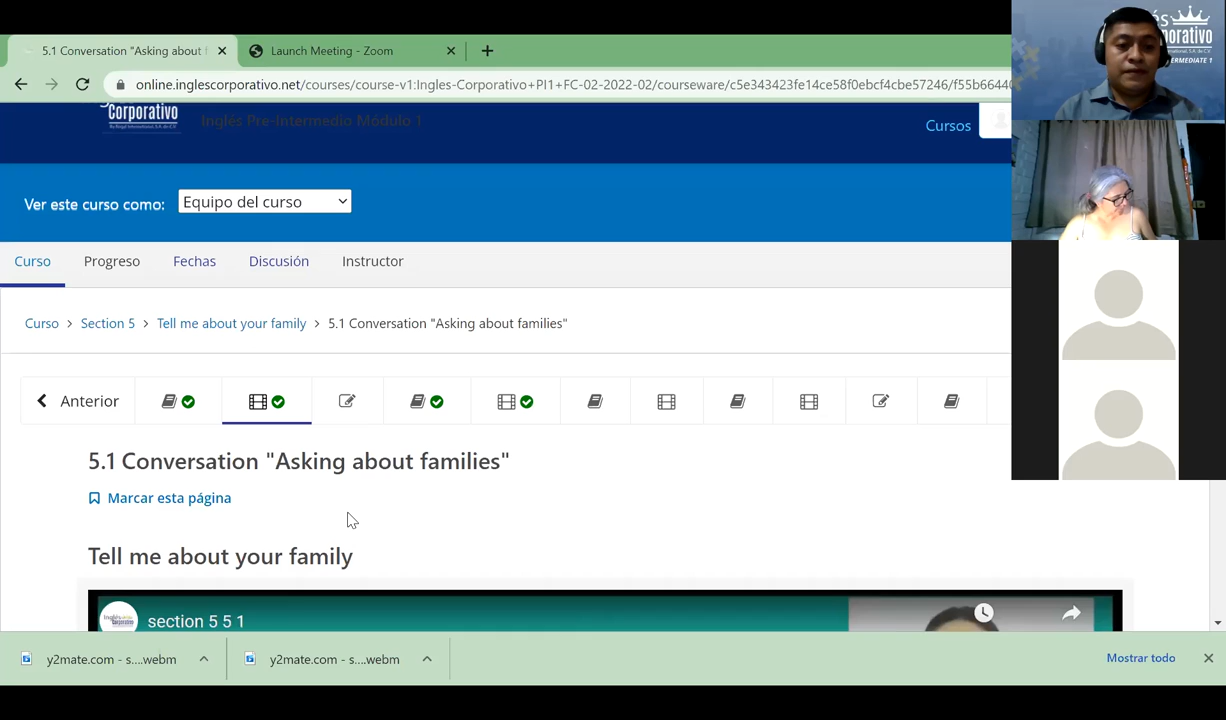 5.1 Conversation "Asking about f
Launch Meeting - Zoom
online.inglescorporativo.net/courses/course-v1:Ingles-Corporativo+PI1+FC-02-2022-02/courseware/c5e343423fe14ce58f0ebcf4cbe57246/f55b66440
Corporativo
Inglés Pre-Intermedio Módulo 1
Cursos
Ver este curso como:
Equipo del curso
Curso
Progreso
Fechas
Discusión
Instructor
Curso > Section 5 > Tell me about your family > 5.1 Conversation "Asking about families"
Anterior
5.1 Conversation "Asking about families"
Marcar esta página
Tell me about your family
section 5 5 1
y2mate.com - s....webm
y2mate.com - s....webm
Mostrar todo